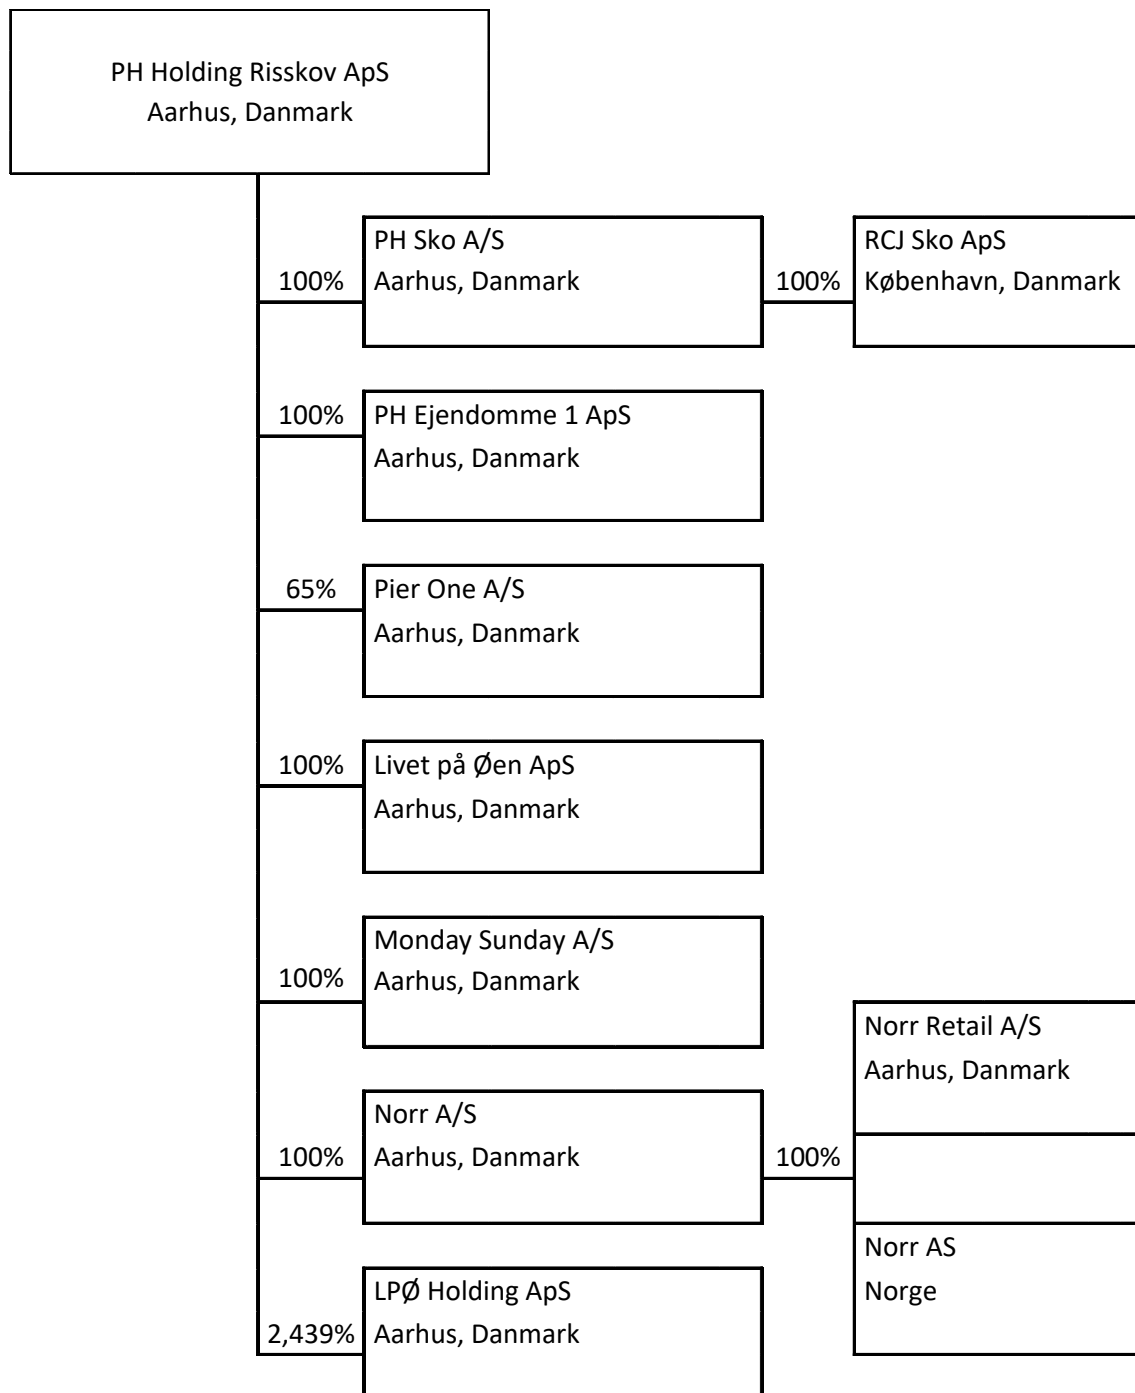 PH Holding Risskov ApS
Aarhus, Danmark
PH Sko A/S
Aarhus, Danmark
100%
100%
RCJ Sko ApS
København, Danmark
100%
PH Ejendomme 1 ApS
Aarhus, Danmark
65%
Pier One A/S
Aarhus, Danmark
100%
Livet på Øen ApS
Aarhus, Danmark
Monday Sunday A/S
100%
Aarhus, Danmark
Norr A/S
100%
Aarhus, Danmark
100%
Norr Retail A/S
Aarhus, Danmark
Norr AS
Norge
LPØ Holding ApS
2,439%
Aarhus, Danmark